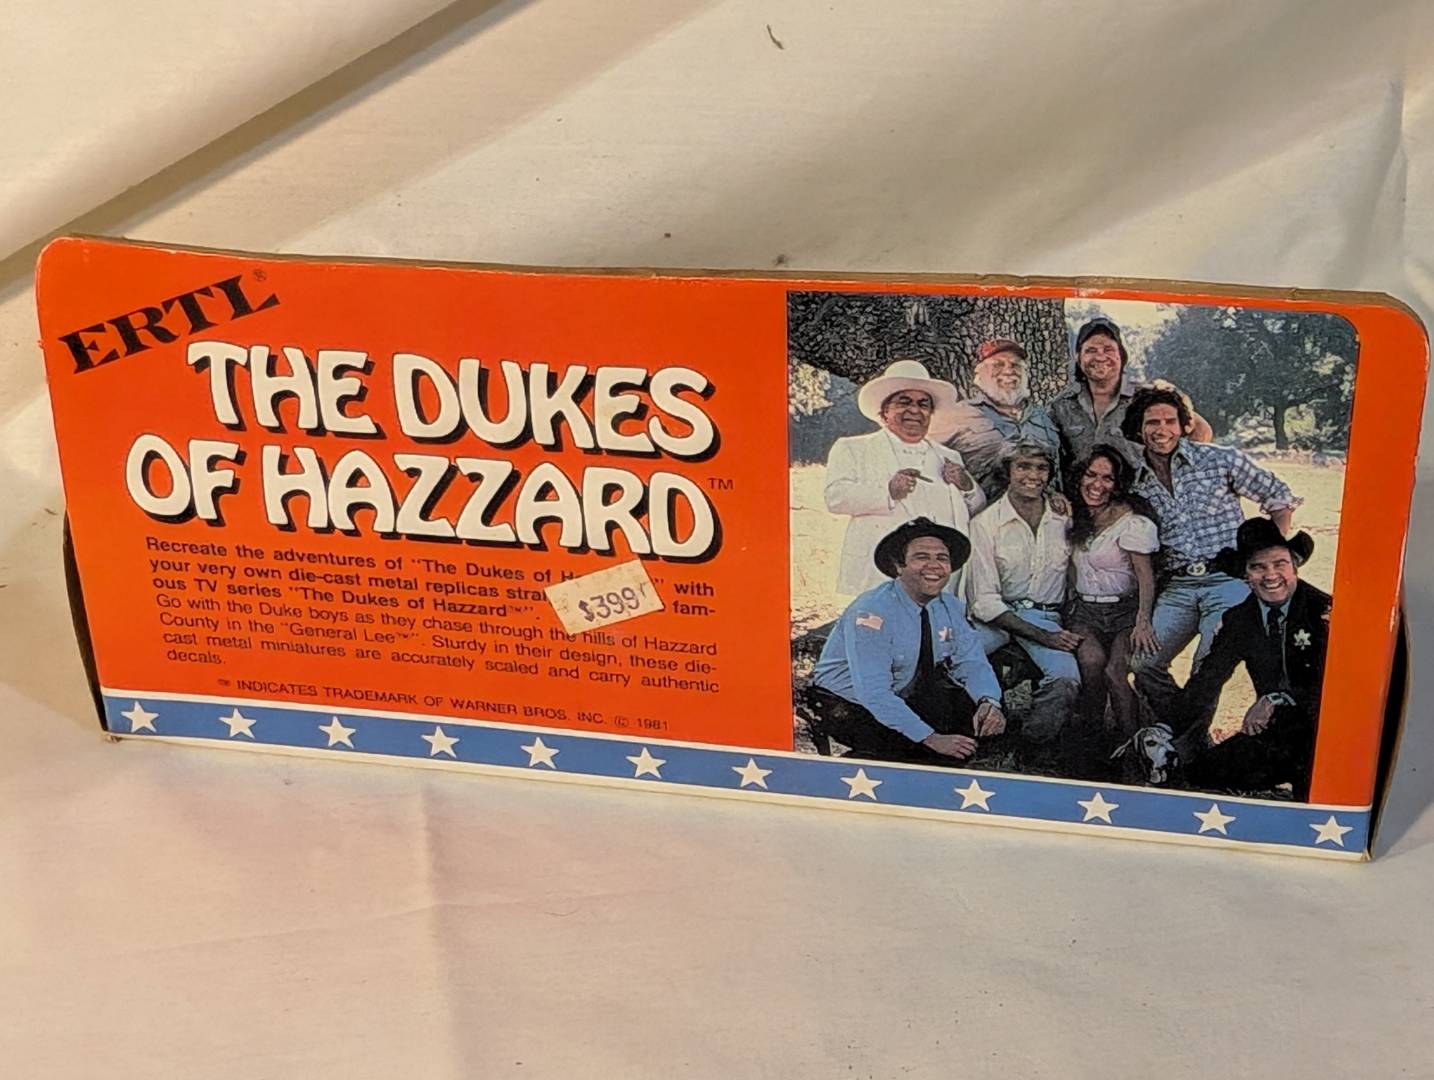 ERTL®
THE DUKES
OF HAZZARD™
Recreate the adventures of "The Dukes of H " with
your very own die-cast metal replicas strai fam-
ous TV series "The Dukes of Hazzard™".
$3.99
Go with the Duke boys as they chase through the hills of Hazzard
County in the "General Lee™". Sturdy in their design, these die-
cast metal miniatures are accurately scaled and carry authentic
decals.
™ INDICATES TRADEMARK OF WARNER BROS. INC. © 1981